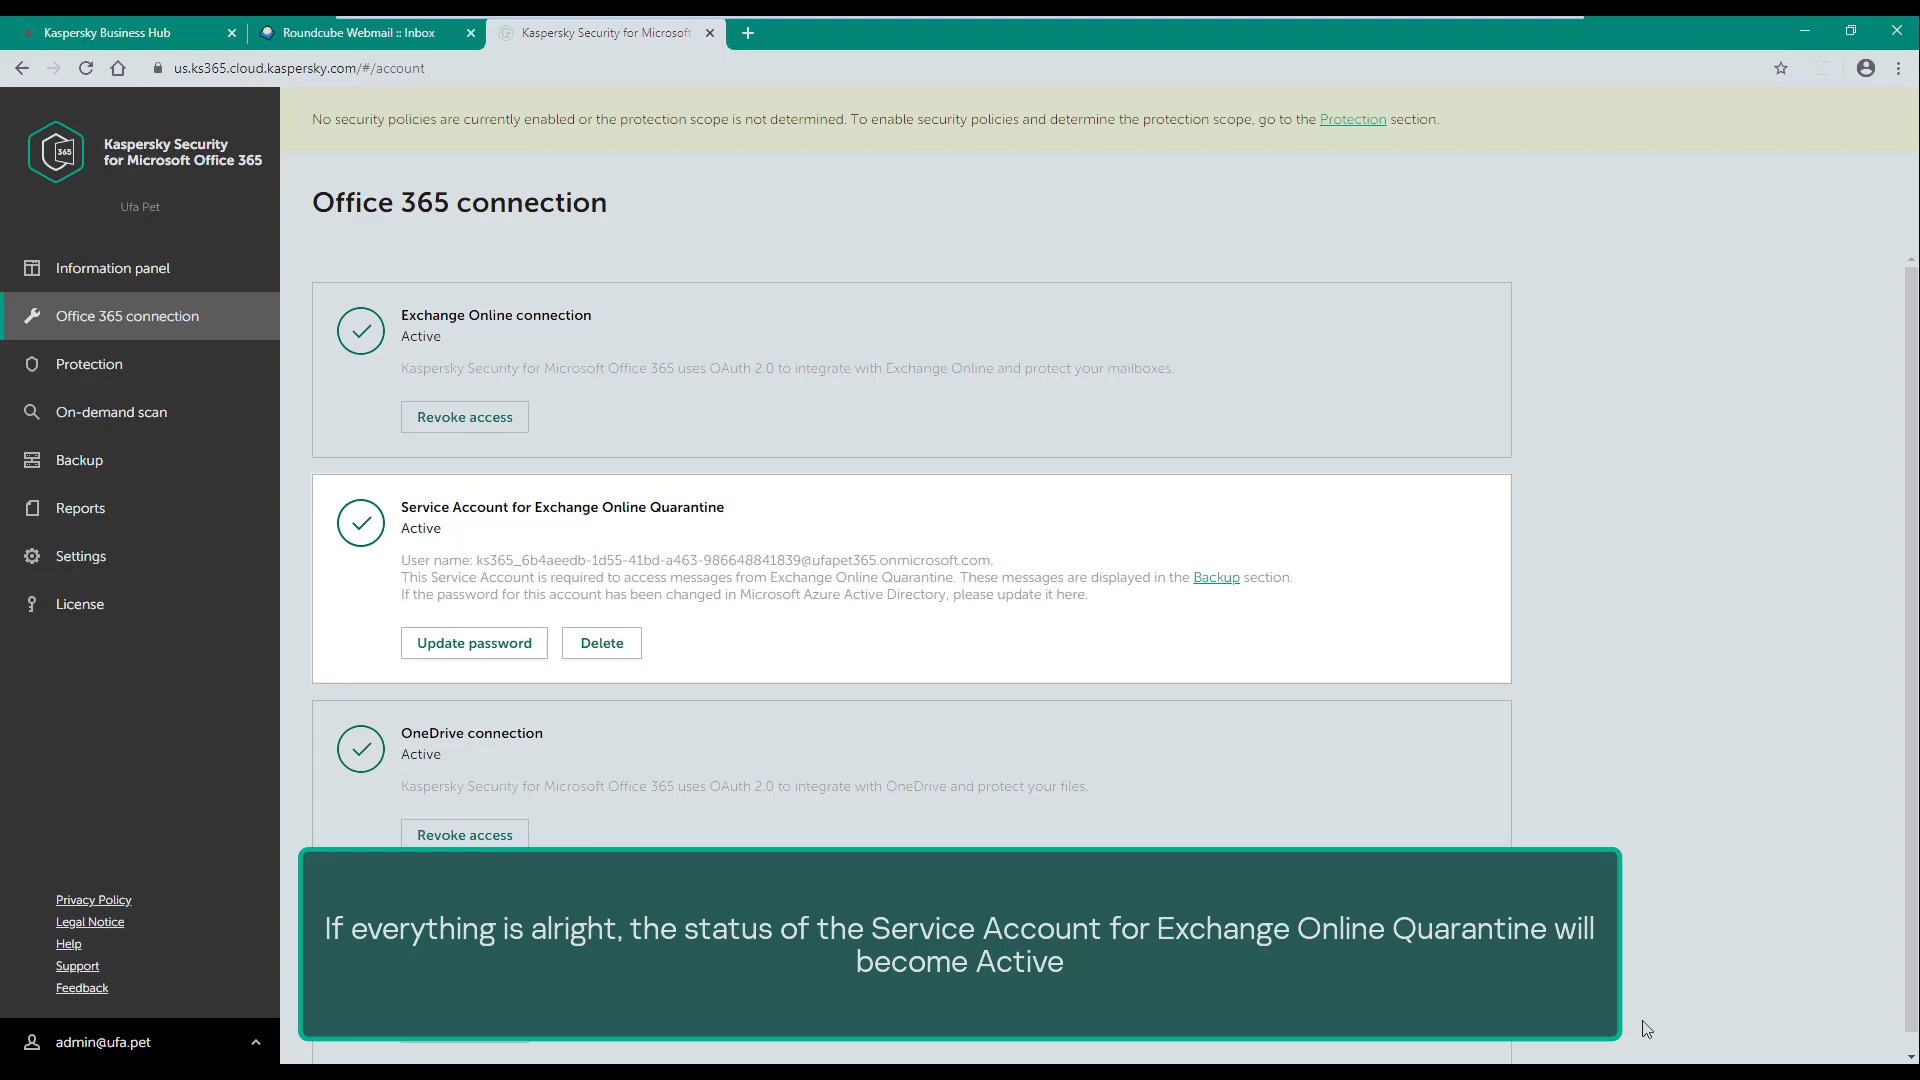 Kaspersky Business Hub
Roundcube Webmail :: Inbox
Kaspersky Security for Microsoft
us.ks365.cloud.kaspersky.com/#/account
365
Kaspersky Security
for Microsoft Office 365
Ufa Pet
Information panel
Office 365 connection
Protection
On-demand scan
Backup
Reports
Settings
License
Privacy Policy
Legal Notice
Help
Support
Feedback
admin@ufa.pet
No security policies are currently enabled or the protection scope is not determined. To enable security policies and determine the protection scope, go to the Protection section.
Office 365 connection
Exchange Online connection
Active
Kaspersky Security for Microsoft Office 365 uses OAuth 2.0 to integrate with Exchange Online and protect your mailboxes.
Revoke access
Service Account for Exchange Online Quarantine
Active
User name: ks365_6b4aeedb-1d55-41bd-a463-986648841839@ufapet365.onmicrosoft.com.
This Service Account is required to access messages from Exchange Online Quarantine. These messages are displayed in the Backup section.
If the password for this account has been changed in Microsoft Azure Active Directory, please update it here.
Update password
Delete
OneDrive connection
Active
Kaspersky Security for Microsoft Office 365 uses OAuth 2.0 to integrate with OneDrive and protect your files.
Revoke access
If everything is alright, the status of the Service Account for Exchange Online Quarantine will
become Active